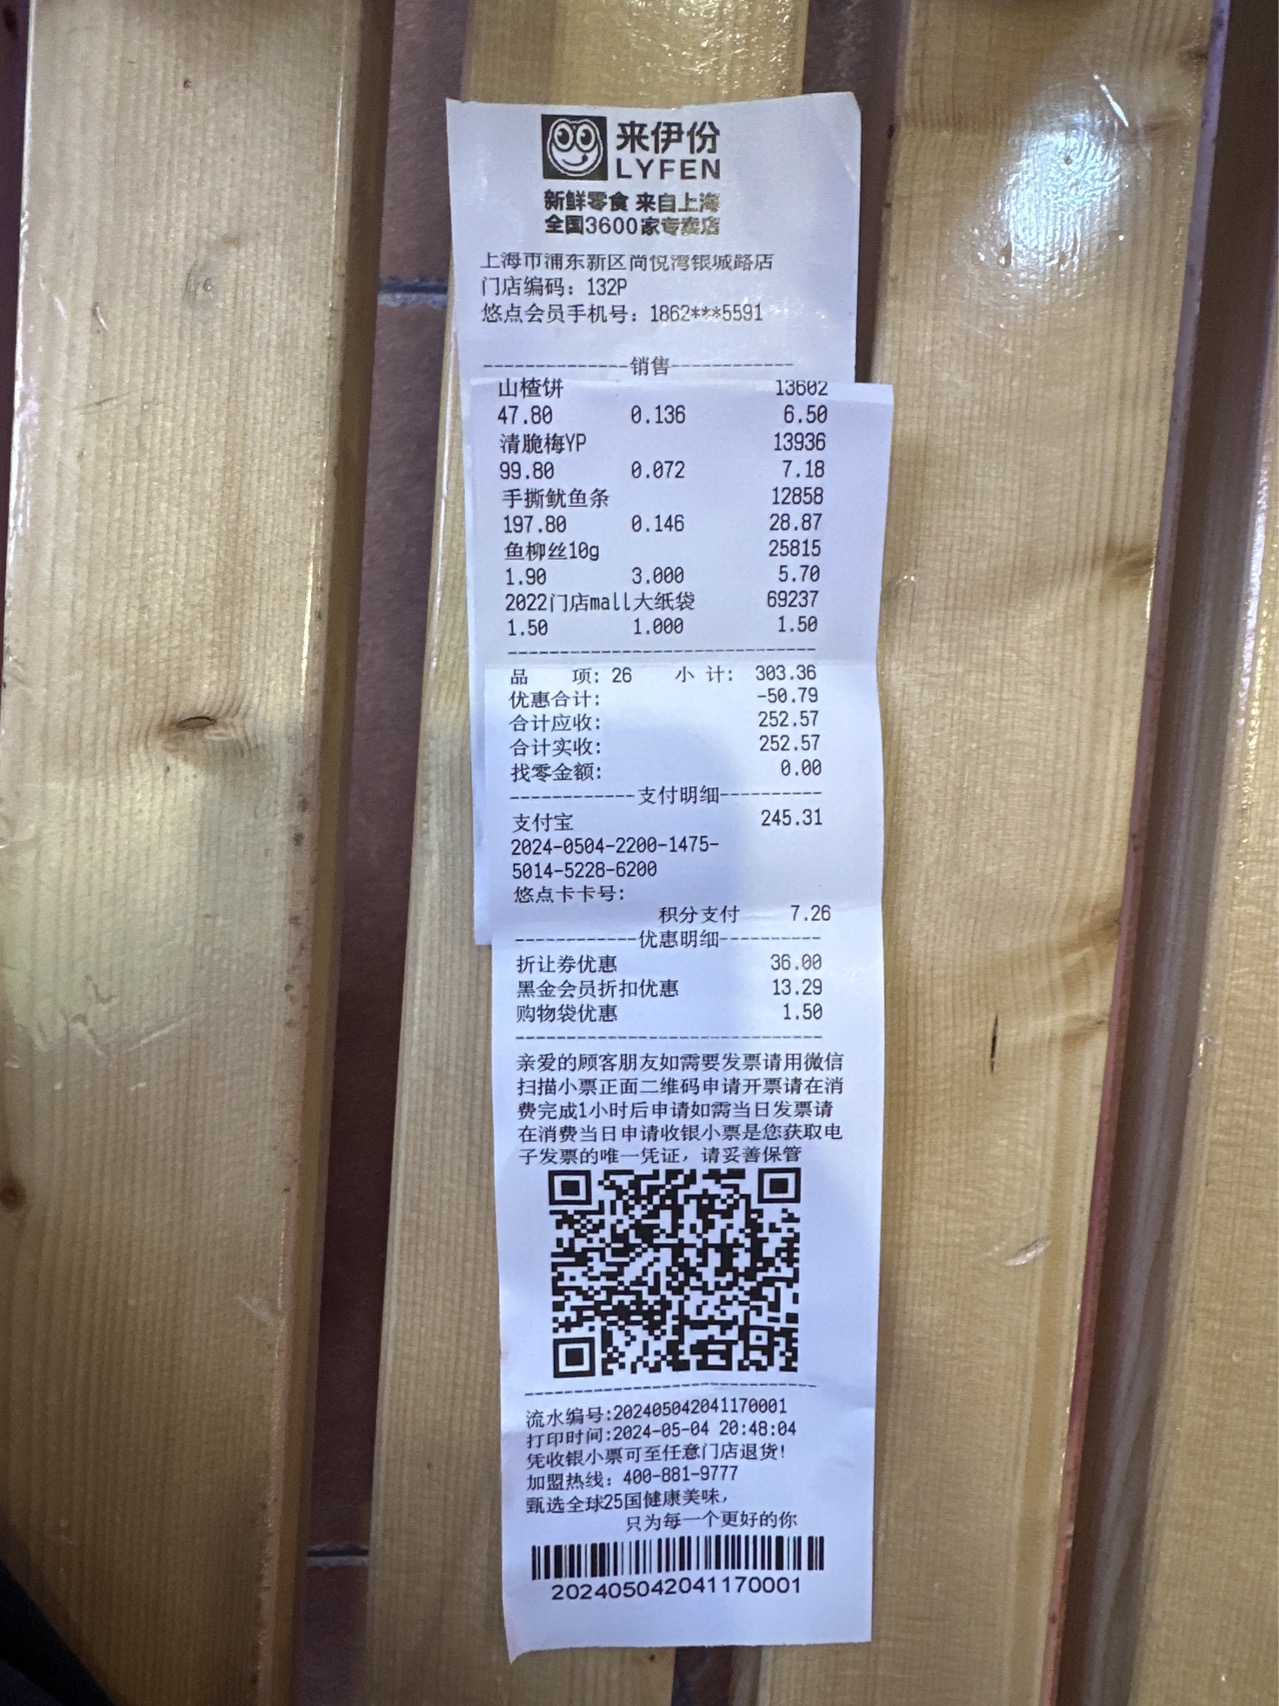 来伊份
LYFEN
新鲜零食 来自上海
全国3600家专卖店
上海市浦东新区尚悦湾银城路店
门店编码：132P
悠点会员手机号：1862***5591
--------------销售------------
山楂饼 13602
47.80 0.136 6.50
清脆梅YP 13936
99.80 0.072 7.18
手撕鱿鱼条 12858
197.80 0.146 28.87
鱼柳丝10g 25815
1.90 3.000 5.70
2022门店mall大纸袋 69237
1.50 1.000 1.50
------------------------------
品 项: 26 小 计: 303.36
优惠合计: -50.79
合计应收: 252.57
合计实收: 252.57
找零金额: 0.00
------------支付明细----------
支付宝 245.31
2024-0504-2200-1475-
5014-5228-6200
悠点卡卡号:
积分支付 7.26
------------优惠明细----------
折让券优惠 36.00
黑金会员折扣优惠 13.29
购物袋优惠 1.50
------------------------------
亲爱的顾客朋友如需要发票请用微信
扫描小票正面二维码申请开票请在消
费完成1小时后申请如需当日发票请
在消费当日申请收银小票是您获取电
子发票的唯一凭证，请妥善保管
------------------------------
流水编号:202405042041170001
打印时间:2024-05-04 20:48:04
凭收银小票可至任意门店退货!
加盟热线：400-881-9777
甄选全球25国健康美味，
只为每一个更好的你
202405042041170001